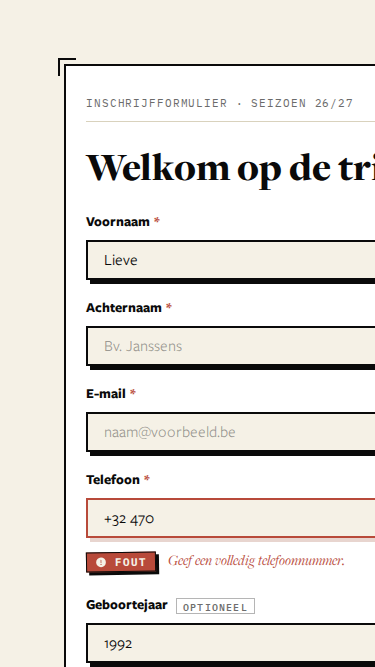 INSCHRIJFFORMULIER · SEIZOEN 26/27
Welkom op de tri
Voornaam *
Lieve
Achternaam *
Bv. Janssens
E-mail *
naam@voorbeeld.be
Telefoon *
+32 470
FOUT Geef een volledig telefoonnummer.
Geboortejaar OPTIONEEL
1992